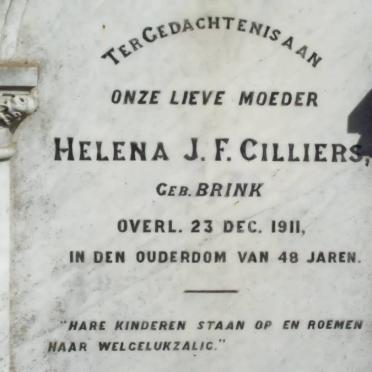 TER GEDACHTENIS AAN
ONZE LIEVE MOEDER
HELENA J. F. CILLIERS,
GEB. BRINK
OVERL. 23 DEC. 1911,
IN DEN OUDERDOM VAN 48 JAREN.
"HARE KINDEREN STAAN OP EN ROEMEN
HAAR WELGELUKZALIG."